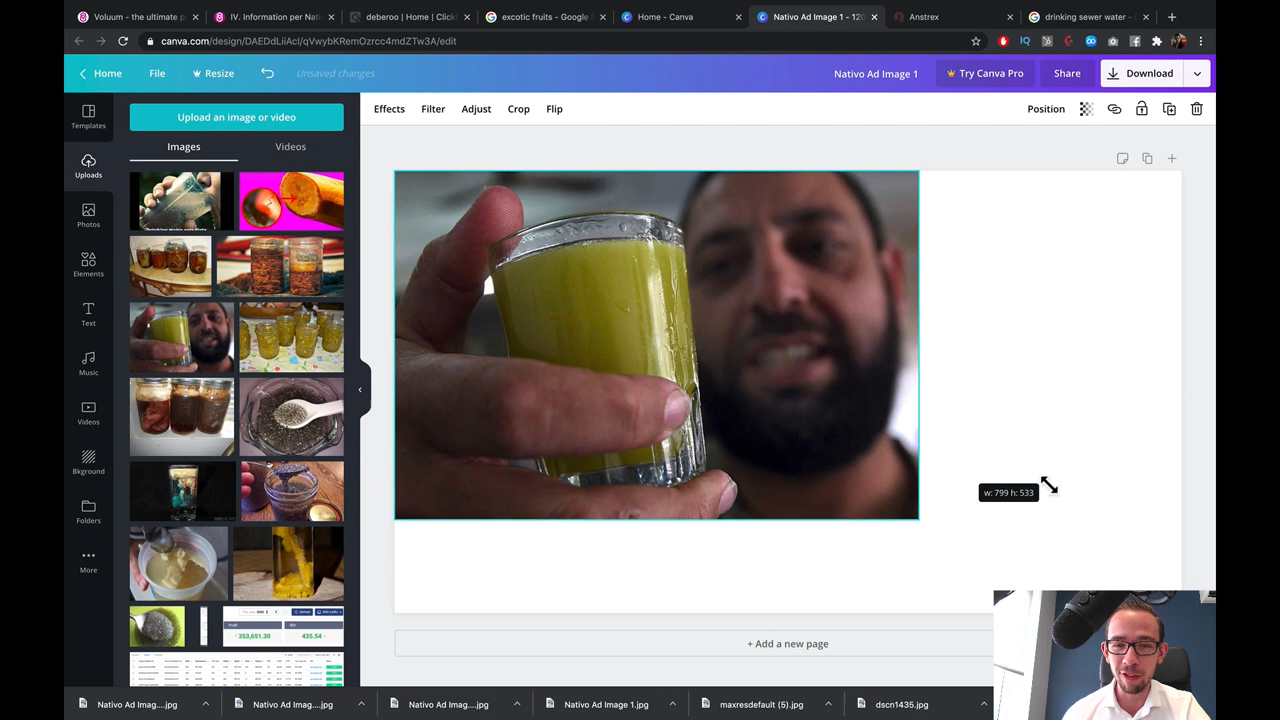 Voluum - the ultimate p
IV. Information per Nati
deberoo | Home | Click
excotic fruits - Google S
Home - Canva
Nativo Ad Image 1 - 120
Anstrex
drinking sewer water -
canva.com/design/DAEDdLiiAcI/qVwybKRemOzrcc4mdZTw3A/edit
Home
File
Resize
Unsaved changes
Nativo Ad Image 1
Try Canva Pro
Share
Download
Templates
Uploads
Photos
Elements
Text
Music
Videos
Bkground
Folders
More
Upload an image or video
Images
Videos
Effects
Filter
Adjust
Crop
Flip
Position
w: 799 h: 533
353,651.30
435.54
+ Add a new page
Nativo Ad Imag....jpg
Nativo Ad Imag....jpg
Nativo Ad Imag....jpg
Nativo Ad Image 1.jpg
maxresdefault (5).jpg
dscn1435.jpg